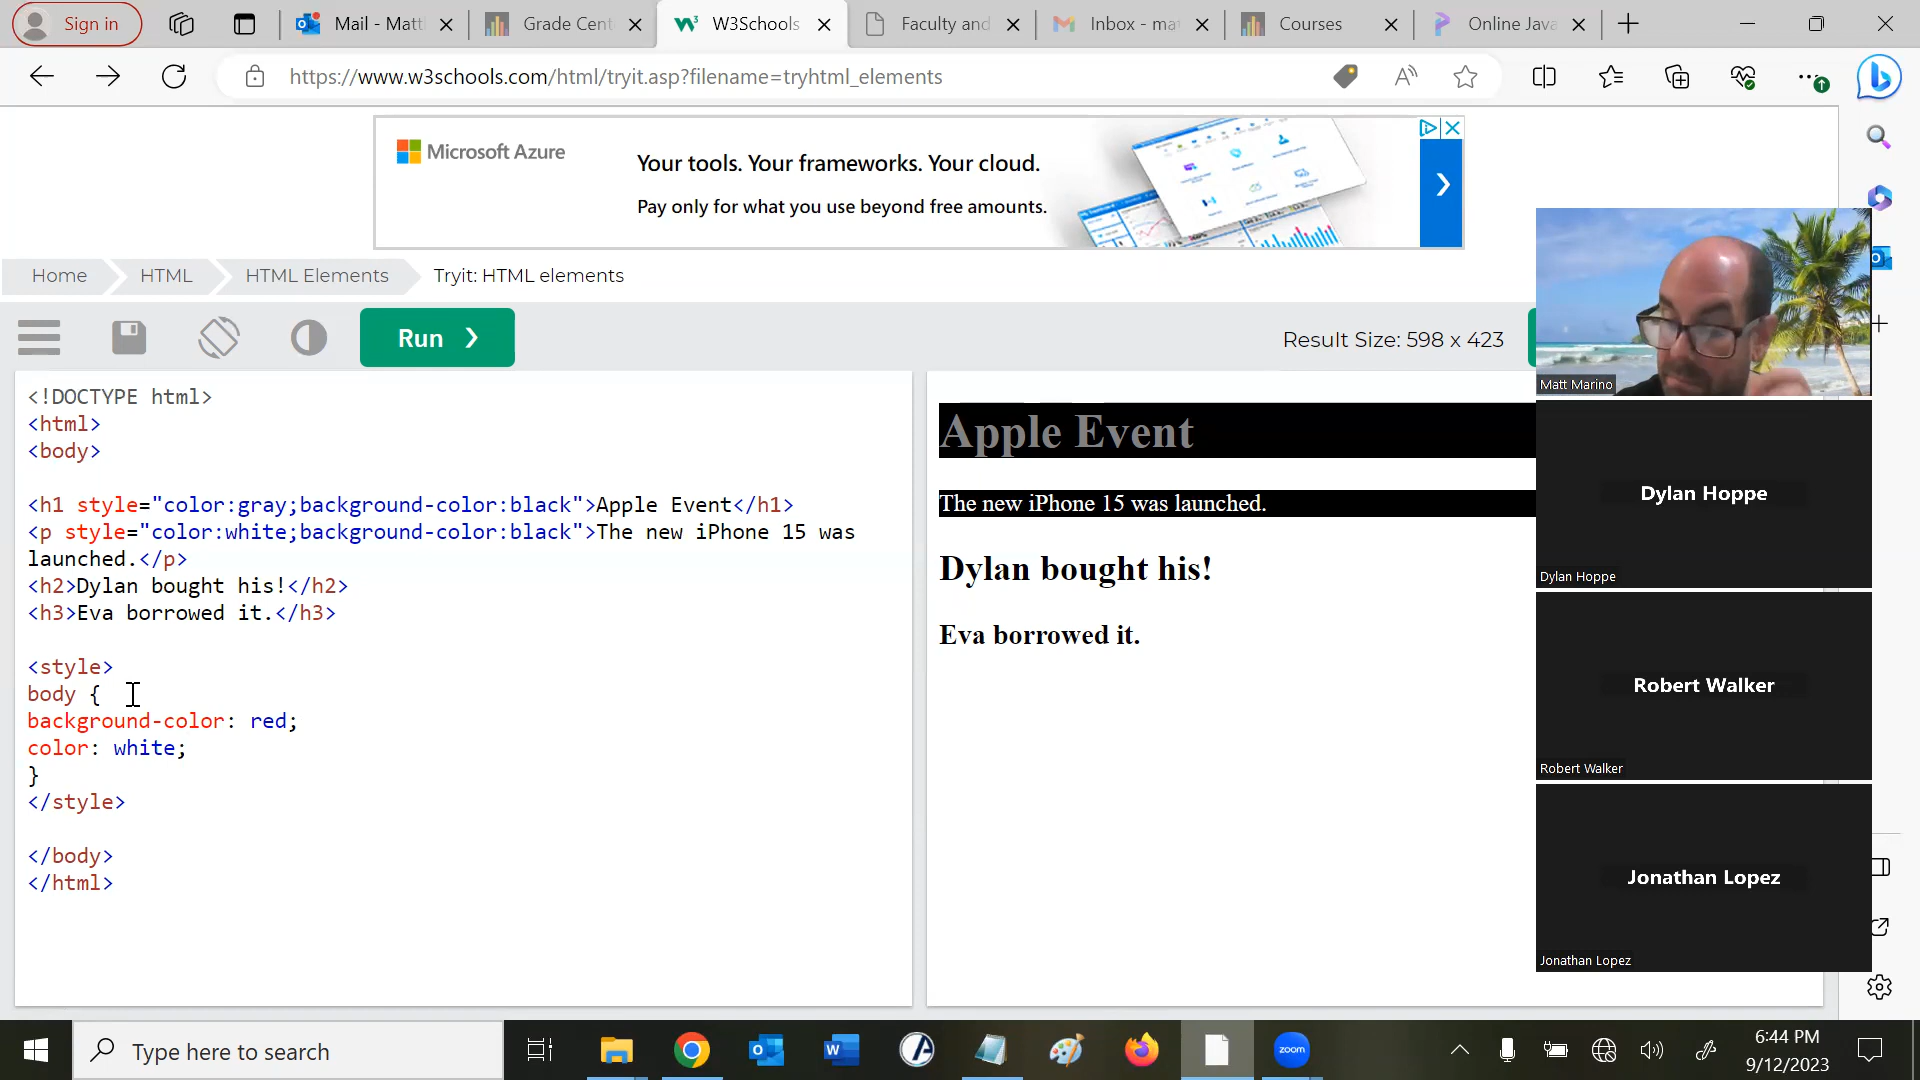 Sign in
Mail - Matt
Grade Cent
W3Schools
Faculty and
Inbox - ma
Courses
Online Java
https://www.w3schools.com/html/tryit.asp?filename=tryhtml_elements
Microsoft Azure
Your tools. Your frameworks. Your cloud.
Pay only for what you use beyond free amounts.
Home
HTML
HTML Elements
Tryit: HTML elements
Run ❯
Result Size: 598 x 423
<!DOCTYPE html>
<html>
<body>
<h1 style="color:gray;background-color:black">Apple Event</h1>
<p style="color:white;background-color:black">The new iPhone 15 was
launched.</p>
<h2>Dylan bought his!</h2>
<h3>Eva borrowed it.</h3>
<style>
body {
background-color: red;
color: white;
}
</style>
</body>
</html>
Apple Event
The new iPhone 15 was launched.
Dylan bought his!
Eva borrowed it.
Matt Marino
Dylan Hoppe
Dylan Hoppe
Robert Walker
Robert Walker
Jonathan Lopez
Jonathan Lopez
Type here to search
zoom
6:44 PM
9/12/2023